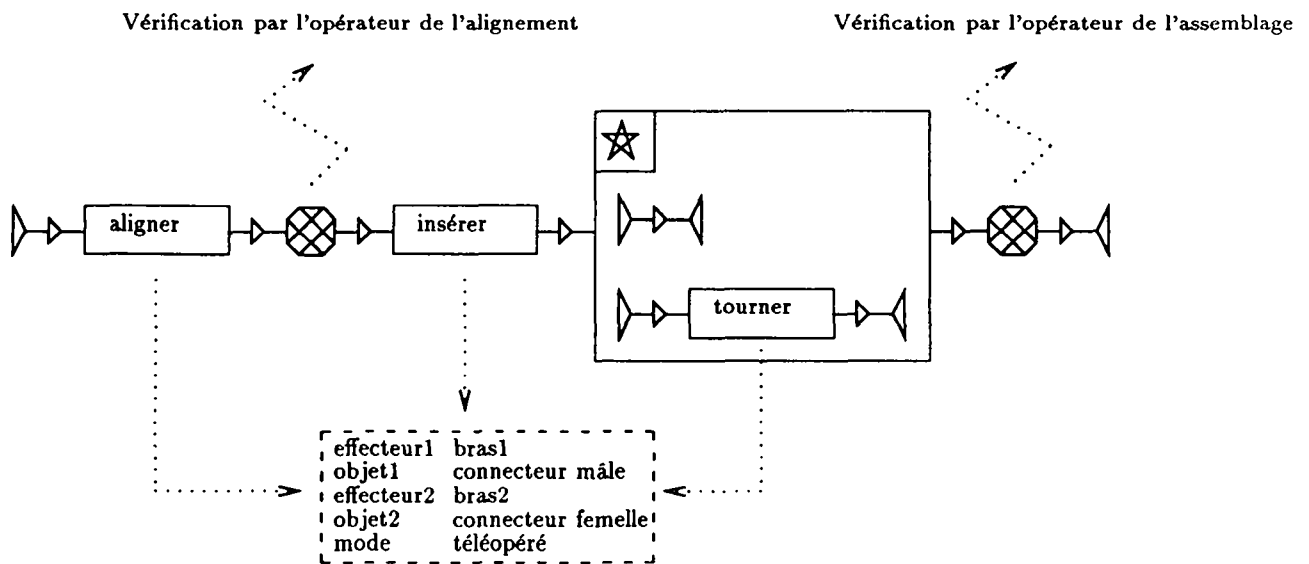 Vérification par l'opérateur de l'alignement
Vérification par l'opérateur de l'assemblage
aligner
insérer
tourner
effecteur1 bras1
objet1 connecteur mâle
effecteur2 bras2
objet2 connecteur femelle
mode téléopéré